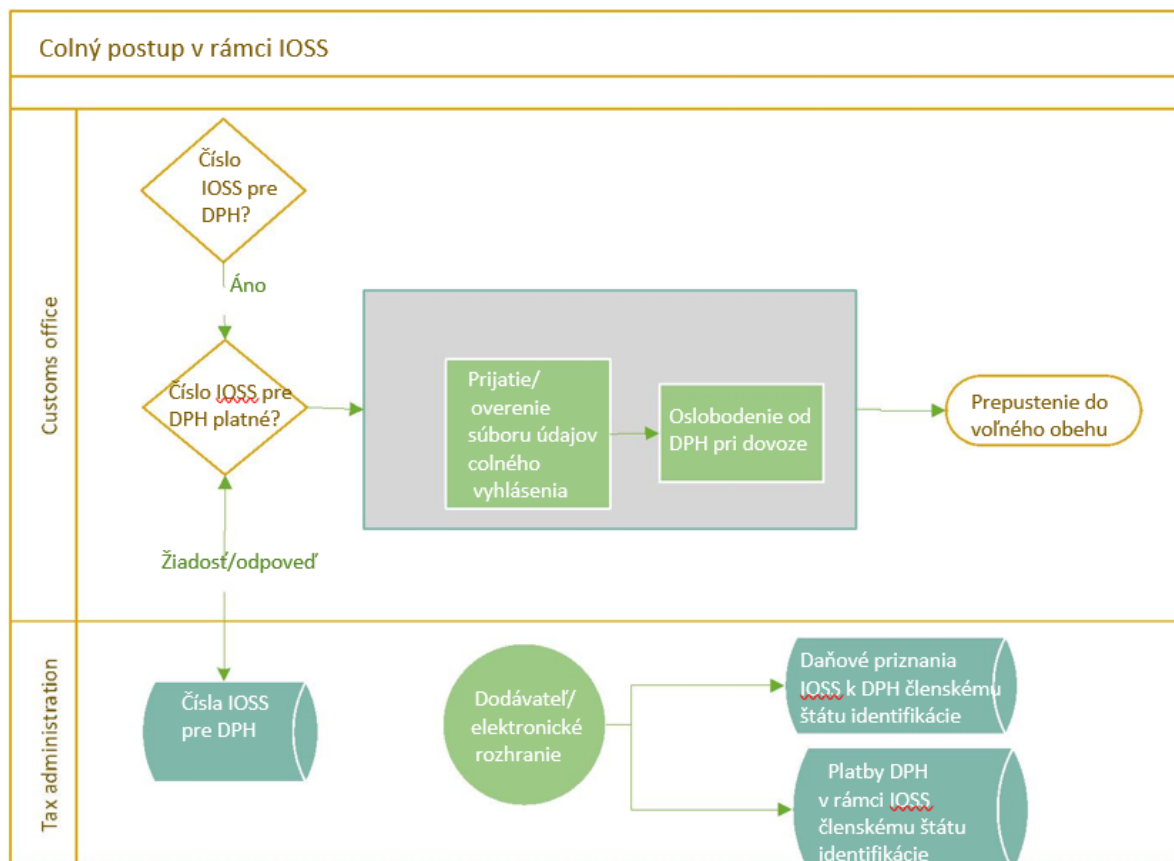 Colný postup v rámci IOSS
Customs office
Číslo
IOSS pre
DPH?
Áno
Číslo IOSS pre
DPH platné?
Prijatie/
overenie
súboru údajov
colného
vyhlásenia
Oslobodenie od
DPH pri dovoze
Prepustenie do
voľného obehu
Žiadosť/odpoveď
Tax administration
Čísla IOSS
pre DPH
Dodávateľ/
elektronické
rozhranie
Daňové priznania
IOSS k DPH členskému
štátu identifikácie
Platby DPH
v rámci IOSS
členskému štátu
identifikácie